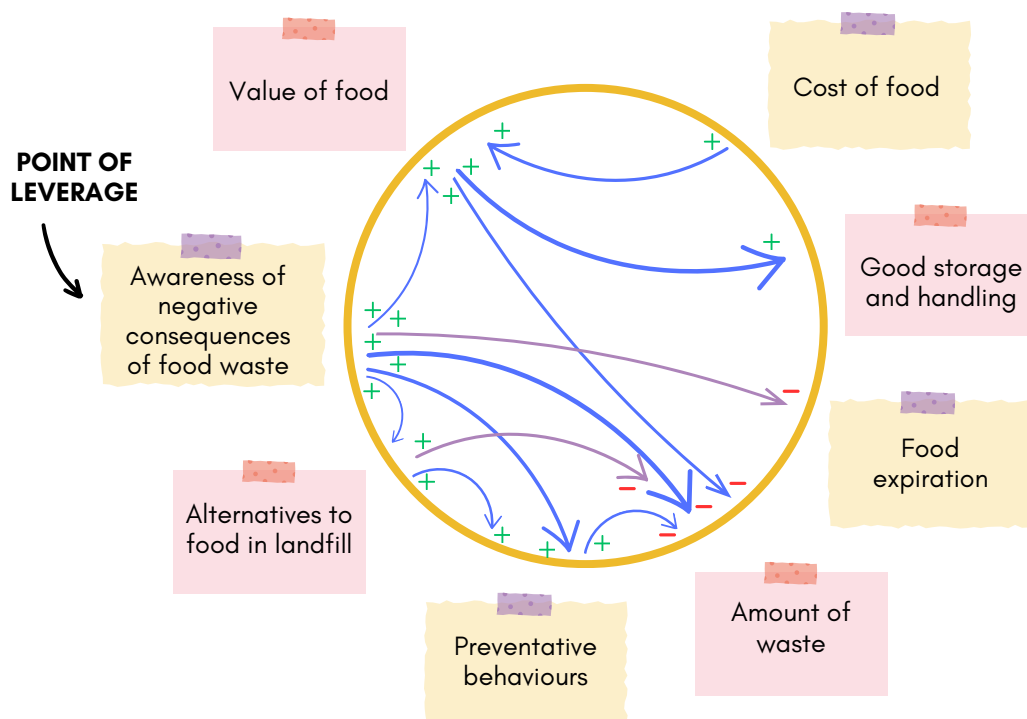 Value of food
Cost of food
POINT OF
LEVERAGE
Good storage
and handling
Awareness of
negative
consequences
of food waste
Food
expiration
Alternatives to
food in landfill
Preventative
behaviours
Amount of
waste